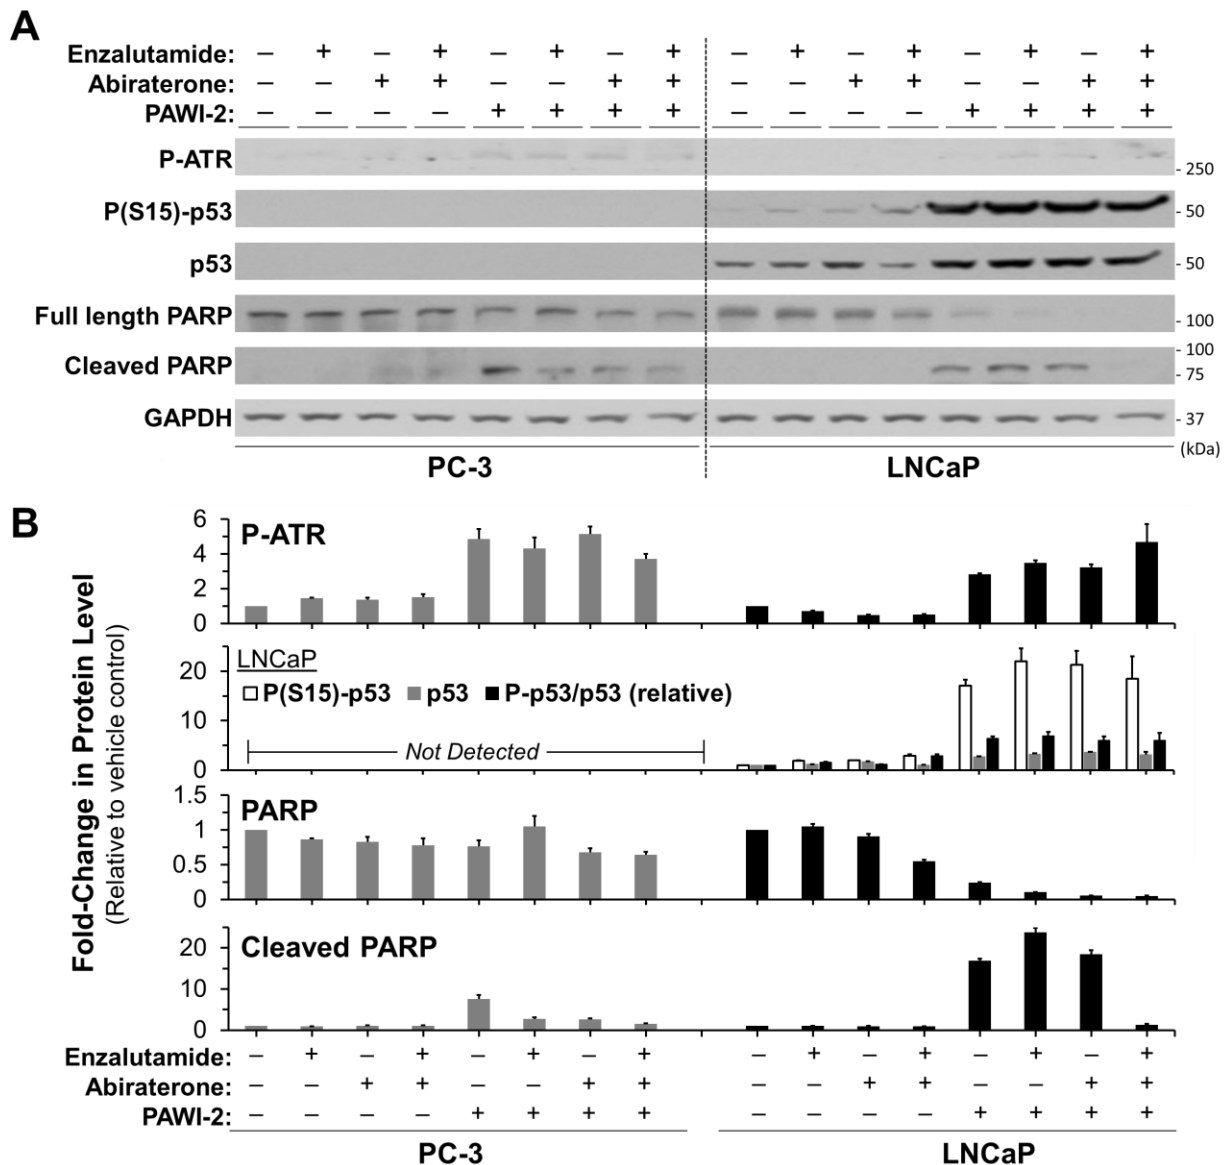 A
Enzalutamide: – + – + – + – + – + – + – + – +
Abiraterone: – – + + – – + + – – + + – – + +
PAWI-2: – – – – + + + + – – – – + + + +
P-ATR
- 250
P(S15)-p53
- 50
p53
- 50
Full length PARP
- 100
Cleaved PARP
- 100
- 75
GAPDH
- 37
(kDa)
PC-3 LNCaP
B
Fold-Change in Protein Level
(Relative to vehicle control)
P-ATR
6
4
2
0
LNCaP
P(S15)-p53 p53 P-p53/p53 (relative)
Not Detected
20
10
0
PARP
1.5
1
0.5
0
Cleaved PARP
20
10
0
Enzalutamide: – + – + – + – + – + – + – + – +
Abiraterone: – – + + – – + + – – + + – – + +
PAWI-2: – – – – + + + + – – – – + + + +
PC-3 LNCaP